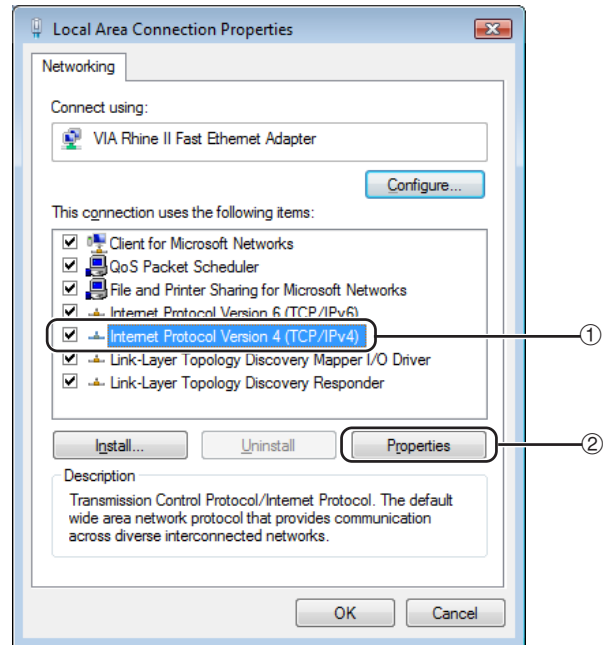 Local Area Connection Properties
Networking
Connect using:
VIA Rhine II Fast Ethernet Adapter
Configure...
This connection uses the following items:
Client for Microsoft Networks
QoS Packet Scheduler
File and Printer Sharing for Microsoft Networks
Internet Protocol Version 6 (TCP/IPv6)
Internet Protocol Version 4 (TCP/IPv4)
①
Link-Layer Topology Discovery Mapper I/O Driver
Link-Layer Topology Discovery Responder
Install...
Uninstall
Properties
②
Description
Transmission Control Protocol/Internet Protocol. The default
wide area network protocol that provides communication
across diverse interconnected networks.
OK
Cancel